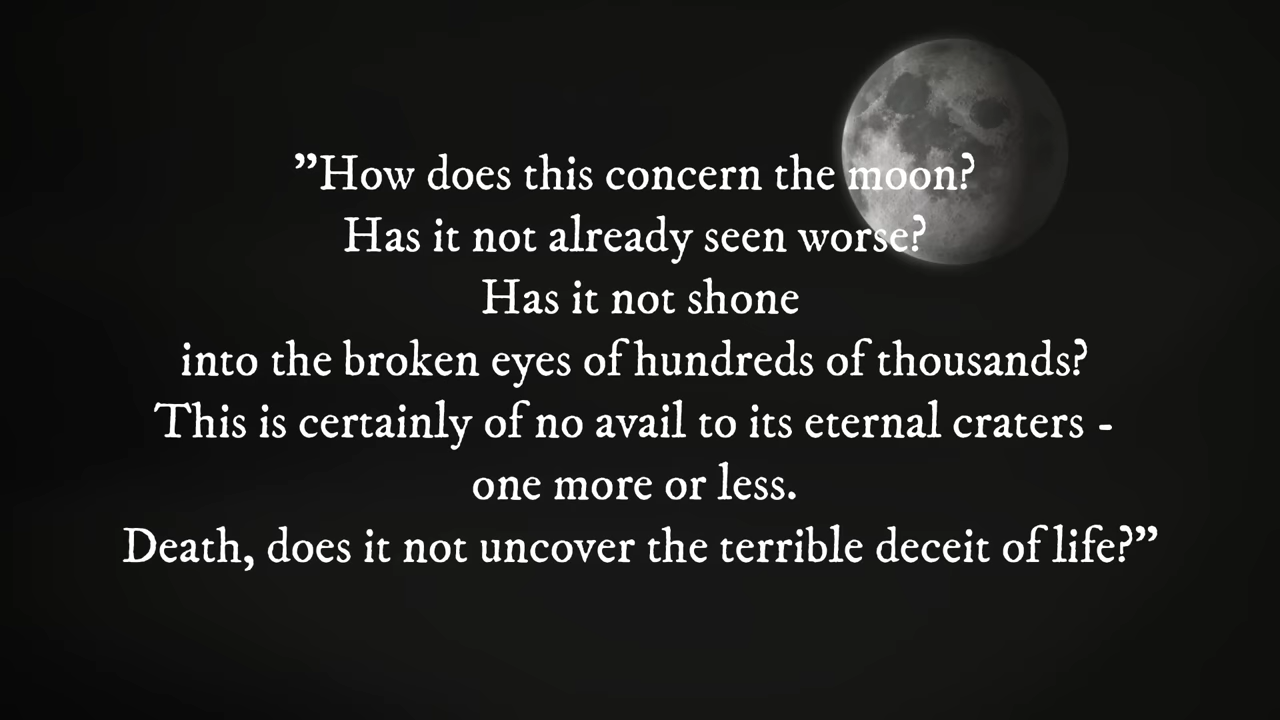 ”How does this concern the moon?
Has it not already seen worse?
Has it not shone
into the broken eyes of hundreds of thousands?
This is certainly of no avail to its eternal craters -
one more or less.
Death, does it not uncover the terrible deceit of life?”